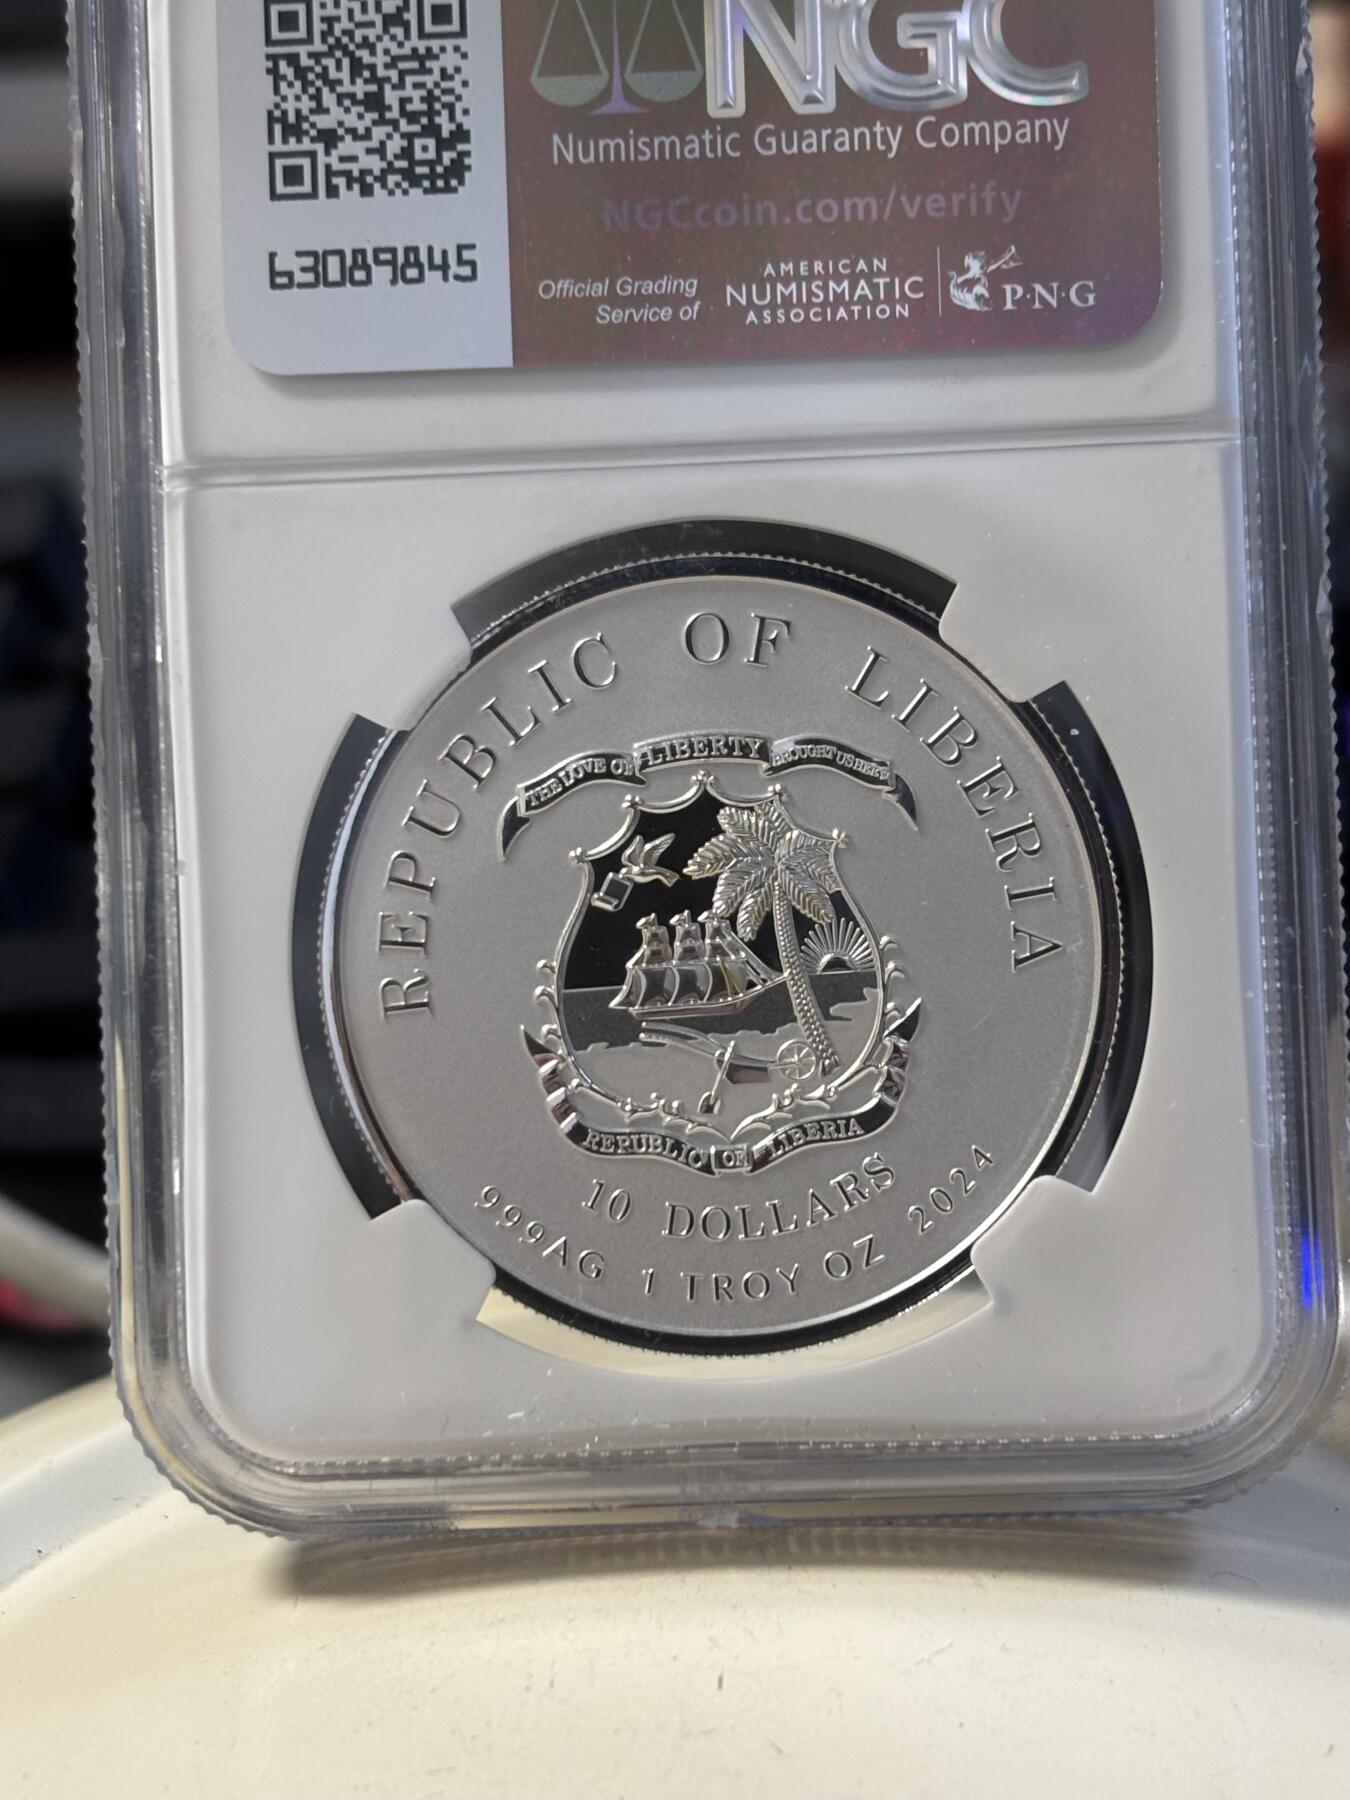 NGC
Numismatic Guaranty Company
NGCcoin.com/verify
63089845
Official Grading
Service of
AMERICAN
NUMISMATIC
ASSOCIATION
P·N·G
REPUBLIC OF LIBERIA
THE LOVE OF LIBERTY BROUGHT US HERE
REPUBLIC OF LIBERIA
10 DOLLARS
999AG 1 TROY OZ 2024